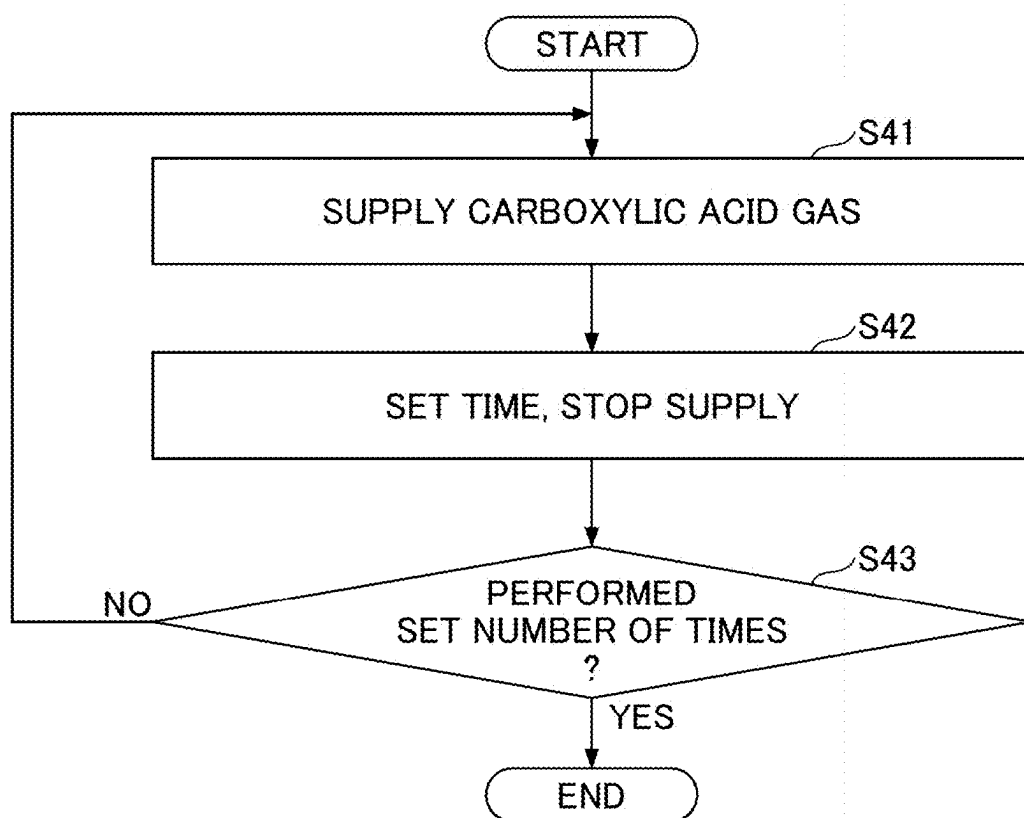 START
S41
SUPPLY CARBOXYLIC ACID GAS
S42
SET TIME, STOP SUPPLY
S43
PERFORMED
SET NUMBER OF TIMES
?
NO
YES
END